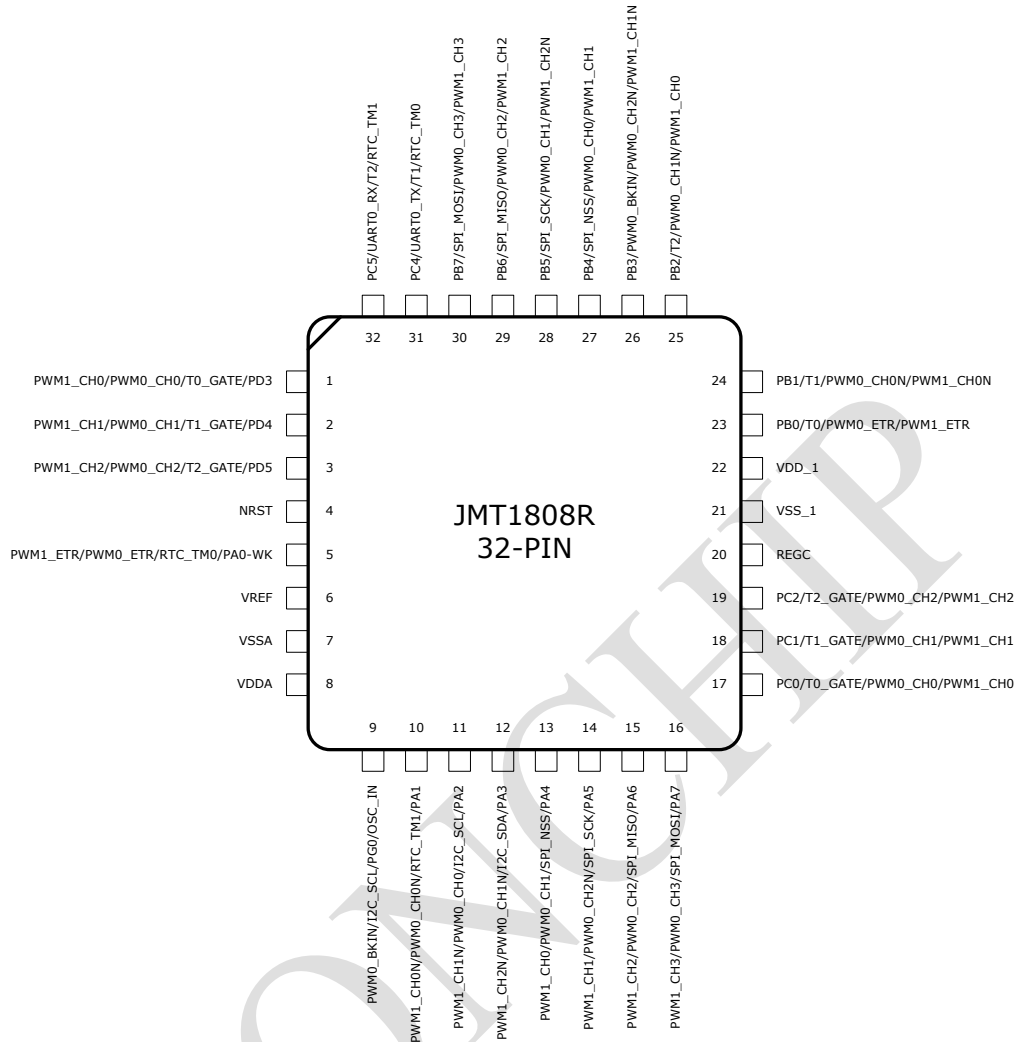 PC5/UART0_RX/T2/RTC_TM1
PC4/UART0_TX/T1/RTC_TM0
PB7/SPI_MOSI/PWM0_CH3/PWM1_CH3
PB6/SPI_MISO/PWM0_CH2/PWM1_CH2
PB5/SPI_SCK/PWM0_CH1/PWM1_CH2N
PB4/SPI_NSS/PWM0_CH0/PWM1_CH1
PB3/PWM0_BKIN/PWM0_CH2N/PWM1_CH1N
PB2/T2/PWM0_CH1N/PWM1_CH0
32 31 30 29 28 27 26 25
PWM1_CH0/PWM0_CH0/T0_GATE/PD3 1 24 PB1/T1/PWM0_CH0N/PWM1_CH0N
PWM1_CH1/PWM0_CH1/T1_GATE/PD4 2 23 PB0/T0/PWM0_ETR/PWM1_ETR
PWM1_CH2/PWM0_CH2/T2_GATE/PD5 3 22 VDD_1
NRST 4 21 VSS_1
JMT1808R
32-PIN
PWM1_ETR/PWM0_ETR/RTC_TM0/PA0-WK 5 20 REGC
VREF 6 19 PC2/T2_GATE/PWM0_CH2/PWM1_CH2
VSSA 7 18 PC1/T1_GATE/PWM0_CH1/PWM1_CH1
VDDA 8 17 PC0/T0_GATE/PWM0_CH0/PWM1_CH0
9 10 11 12 13 14 15 16
PWM0_BKIN/I2C_SCL/PG0/OSC_IN
PWM1_CH0N/PWM0_CH0N/RTC_TM1/PA1
PWM1_CH1N/PWM0_CH0/I2C_SCL/PA2
PWM1_CH2N/PWM0_CH1N/I2C_SDA/PA3
PWM1_CH0/PWM0_CH1/SPI_NSS/PA4
PWM1_CH1/PWM0_CH2N/SPI_SCK/PA5
PWM1_CH2/PWM0_CH2/SPI_MISO/PA6
PWM1_CH3/PWM0_CH3/SPI_MOSI/PA7
ONCHIP